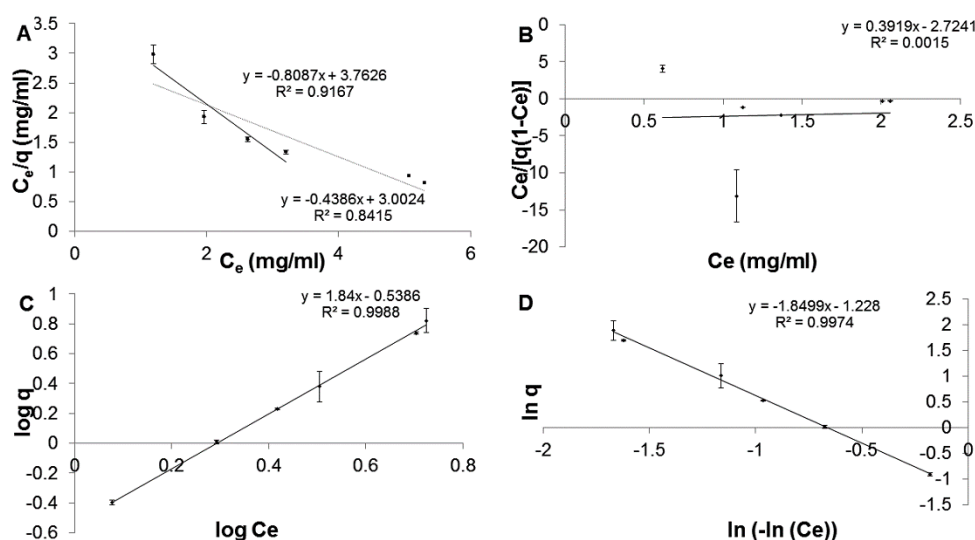 A
C_e/q (mg/ml)
3.5
3
2.5
2
1.5
1
0.5
0
y = -0.8087x + 3.7626
R² = 0.9167
y = -0.4386x + 3.0024
R² = 0.8415
0
2
4
6
C_e (mg/ml)
B
Ce/[q(1-Ce)]
0
5
0
-5
-10
-15
-20
y = 0.3919x - 2.7241
R² = 0.0015
0
0.5
1
1.5
2
2.5
Ce (mg/ml)
C
log q
1
0.8
0.6
0.4
0.2
0
-0.2
-0.4
-0.6
y = 1.84x - 0.5386
R² = 0.9988
0
0.2
0.4
0.6
0.8
log Ce
D
ln q
y = -1.8499x - 1.228
R² = 0.9974
2.5
2
1.5
1
0.5
0
-0.5
-1
-1.5
-2
-1.5
-1
-0.5
0
ln (-ln (Ce))